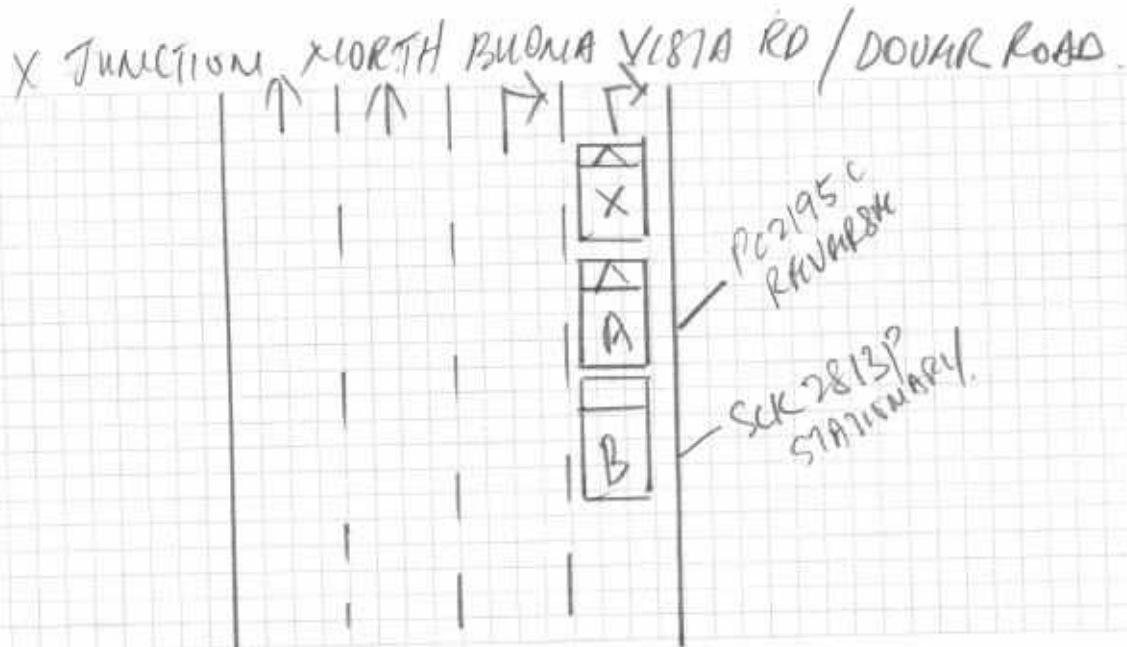 X JUNCTION NORTH BUONA VISTA RD / DOVER ROAD.
X
PC2195C
REVERSE
A
SCK2813P
STATIONARY.
B